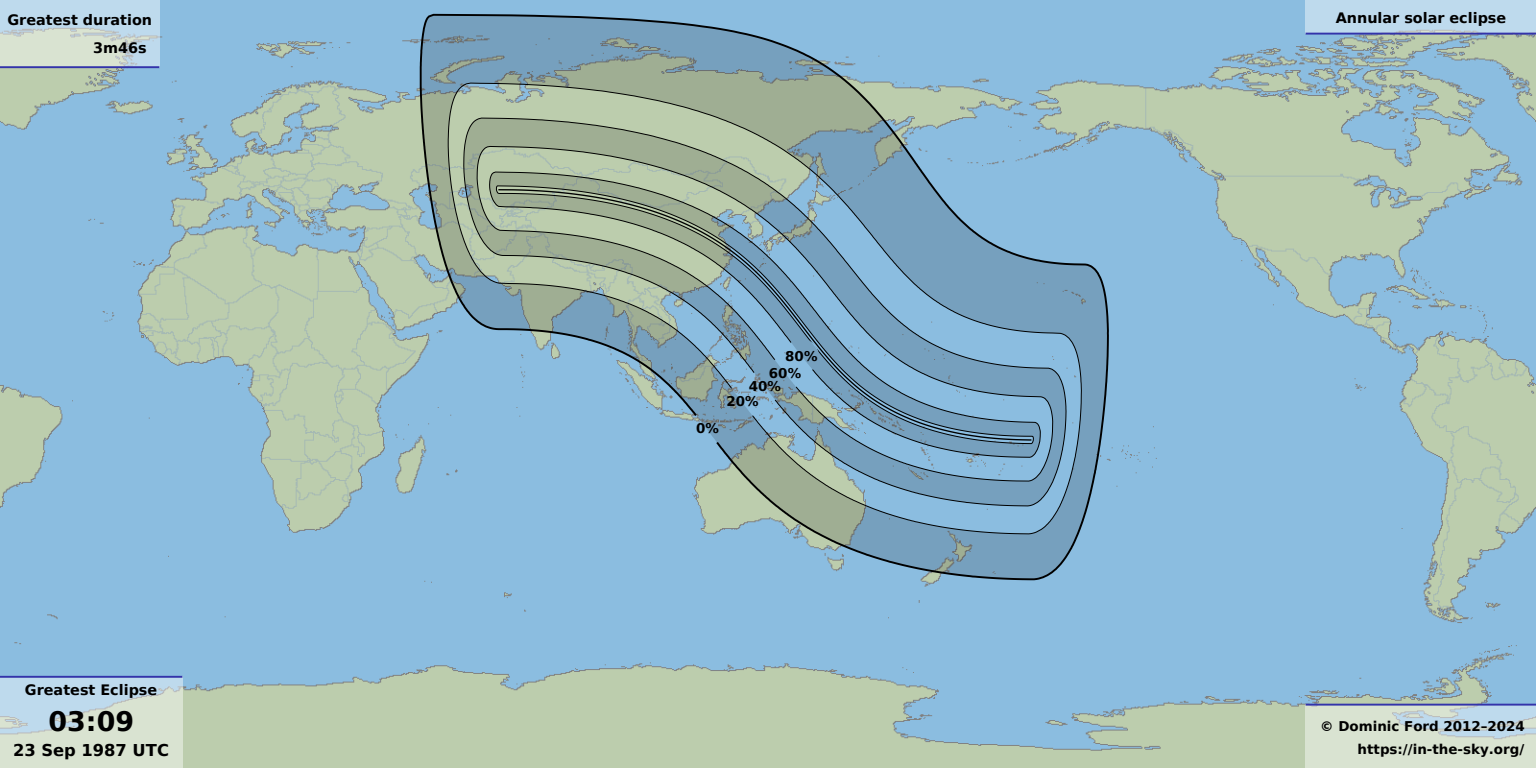 Greatest duration
3m46s
Annular solar eclipse
80%
60%
40%
20%
0%
Greatest Eclipse
03:09
23 Sep 1987 UTC
© Dominic Ford 2012–2024
https://in-the-sky.org/